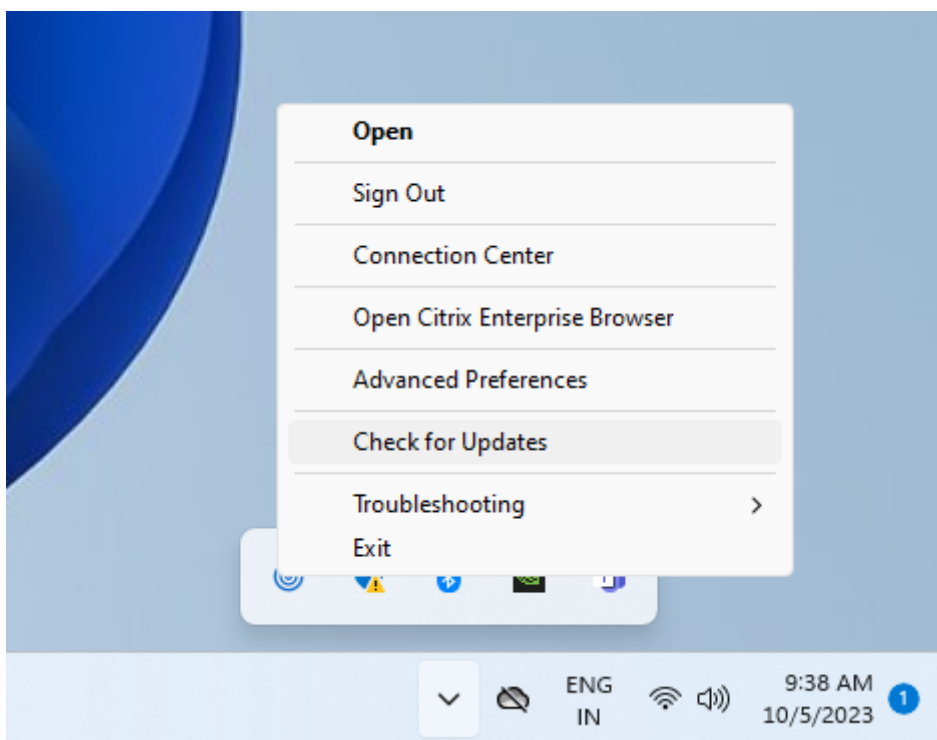 Open
Sign Out
Connection Center
Open Citrix Enterprise Browser
Advanced Preferences
Check for Updates
Troubleshooting
Exit
ENG
IN
9:38 AM
10/5/2023
1